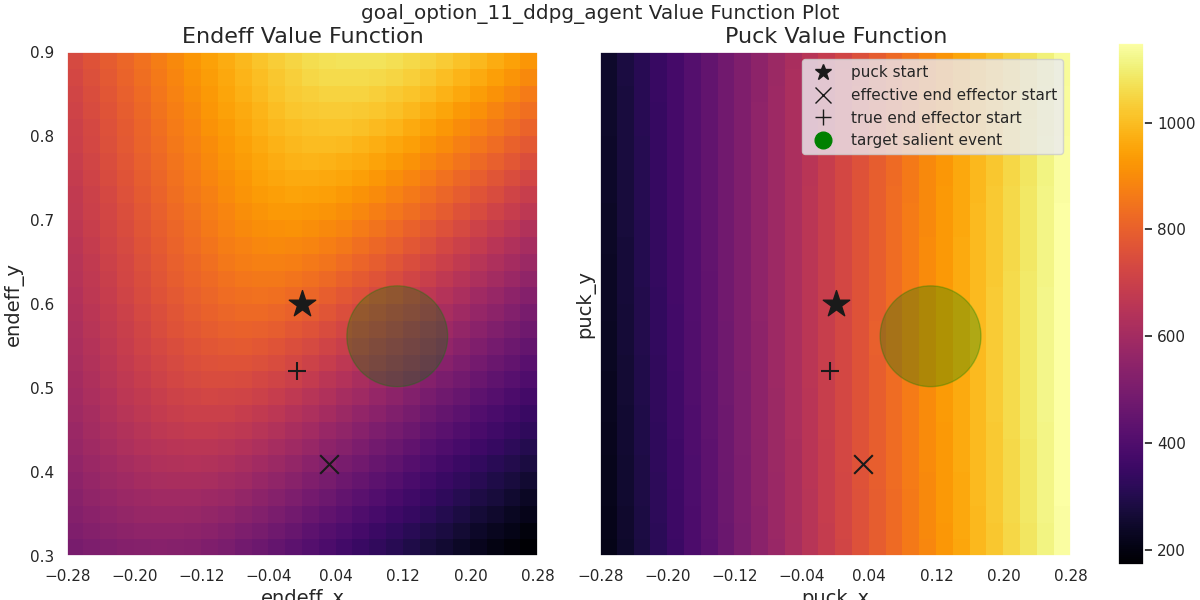 goal_option_11_ddpg_agent Value Function Plot
Endeff Value Function
Puck Value Function
puck start
effective end effector start
true end effector start
target salient event
endeff_y
0.9
0.8
0.7
0.6
0.5
0.4
0.3
−0.28 −0.20 −0.12 −0.04 0.04 0.12 0.20 0.28
endeff_x
puck_y
−0.28 −0.20 −0.12 −0.04 0.04 0.12 0.20 0.28
puck_x
1000
800
600
400
200